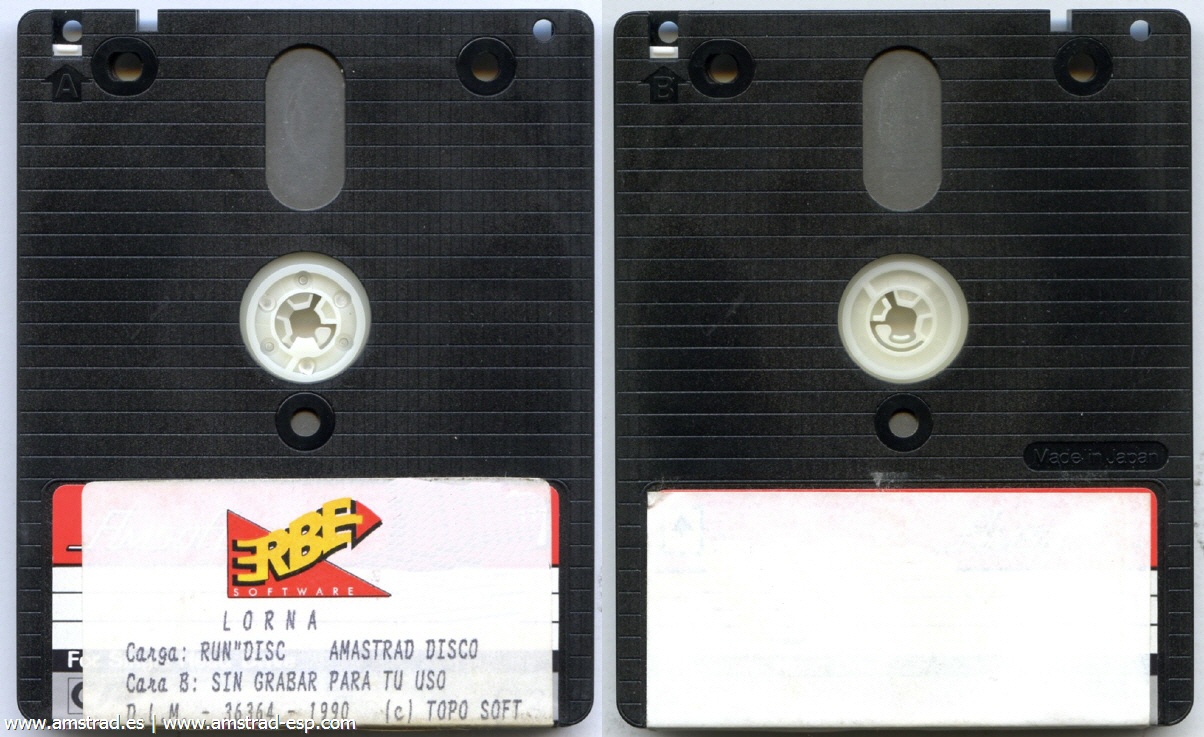 A
B
Made in Japan
ERBE
SOFTWARE
LORNA
Carga: RUN"DISC AMASTRAD DISCO
Cara B: SIN GRABAR PARA TU USO
D.L.M. - 36364 - 1990 (c) TOPO SOFT
www.amstrad.es | www.amstrad-esp.com